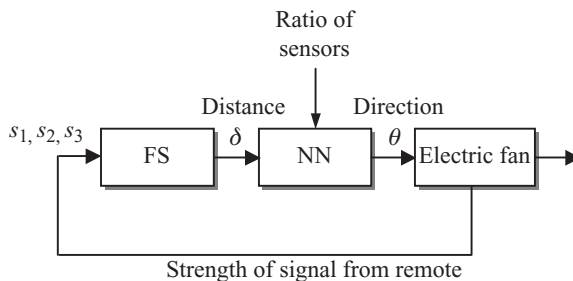 Ratio of
sensors
Distance
Direction
s1, s2, s3
FS
δ
NN
θ
Electric fan
Strength of signal from remote